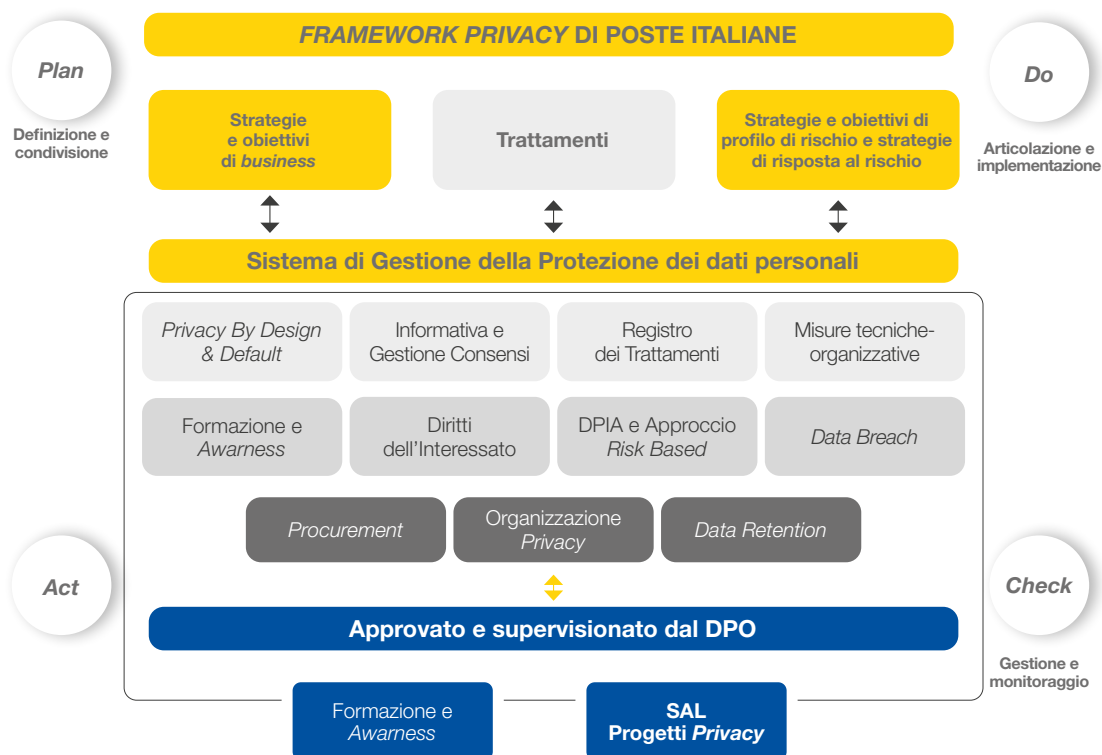 FRAMEWORK PRIVACY DI POSTE ITALIANE
Plan
Definizione e
condivisione
Do
Articolazione e
implementazione
Strategie
e obiettivi
di business
Trattamenti
Strategie e obiettivi di
profilo di rischio e strategie
di risposta al rischio
Sistema di Gestione della Protezione dei dati personali
Privacy By Design
& Default
Informativa e
Gestione Consensi
Registro
dei Trattamenti
Misure tecniche-
organizzative
Formazione e
Awarness
Diritti
dell'Interessato
DPIA e Approccio
Risk Based
Data Breach
Procurement
Organizzazione
Privacy
Data Retention
Act
Check
Gestione e
monitoraggio
Approvato e supervisionato dal DPO
Formazione e
Awarness
SAL
Progetti Privacy